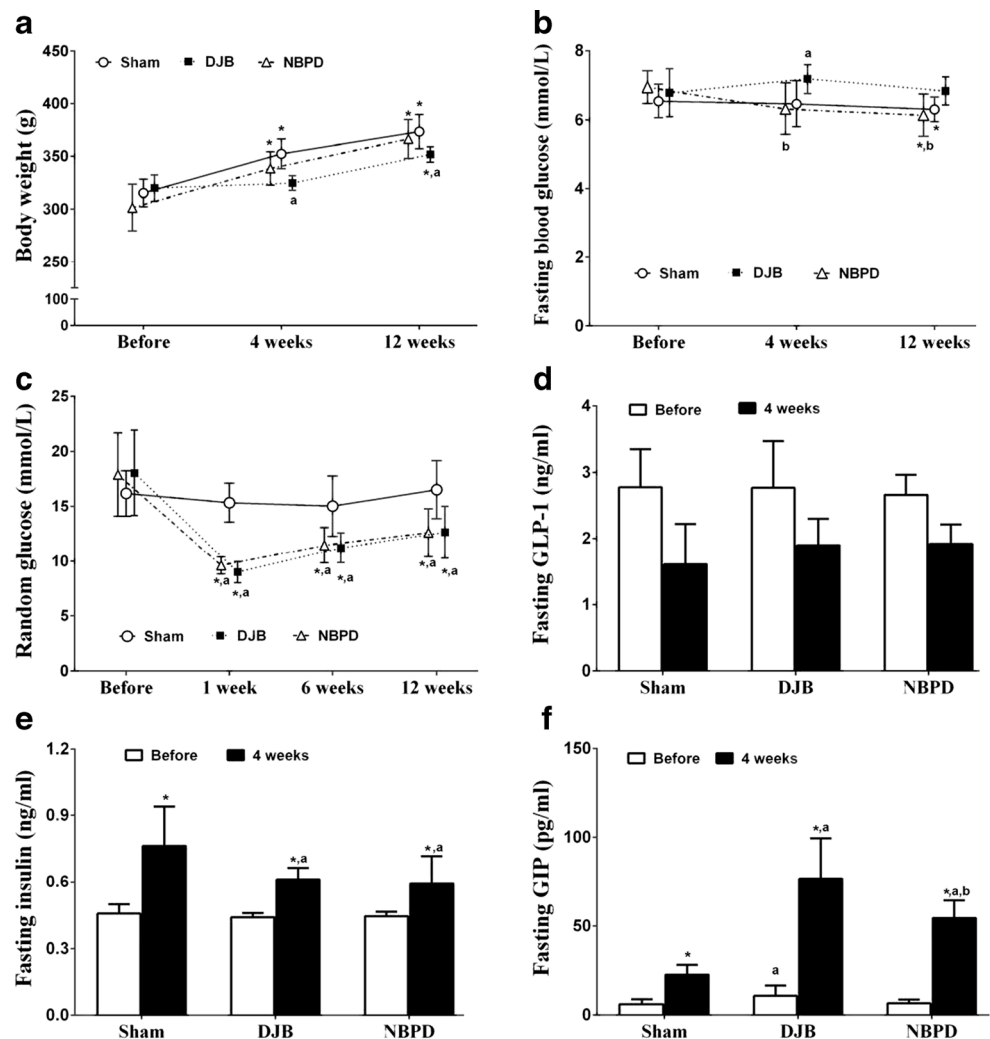 a
Body weight (g)
450
400
350
300
250
100
0
Sham DJB NBPD
* *
* *
a
*,a
Before 4 weeks 12 weeks
b
Fasting blood glucose (mmol/L)
8
6
4
2
0
a
b
*
*,b
Sham DJB NBPD
Before 4 weeks 12 weeks
c
Random glucose (mmol/L)
25
20
15
10
5
0
*,a *,a *,a *,a *,a *,a
Sham DJB NBPD
Before 1 week 6 weeks 12 weeks
d
Fasting GLP-1 (ng/ml)
4
3
2
1
0
Before 4 weeks
Sham DJB NBPD
e
Fasting insulin (ng/ml)
1.2
0.9
0.6
0.3
0.0
Before 4 weeks
* *,a *,a
Sham DJB NBPD
f
Fasting GIP (pg/ml)
150
100
50
0
Before 4 weeks
* a *,a *,a,b
Sham DJB NBPD